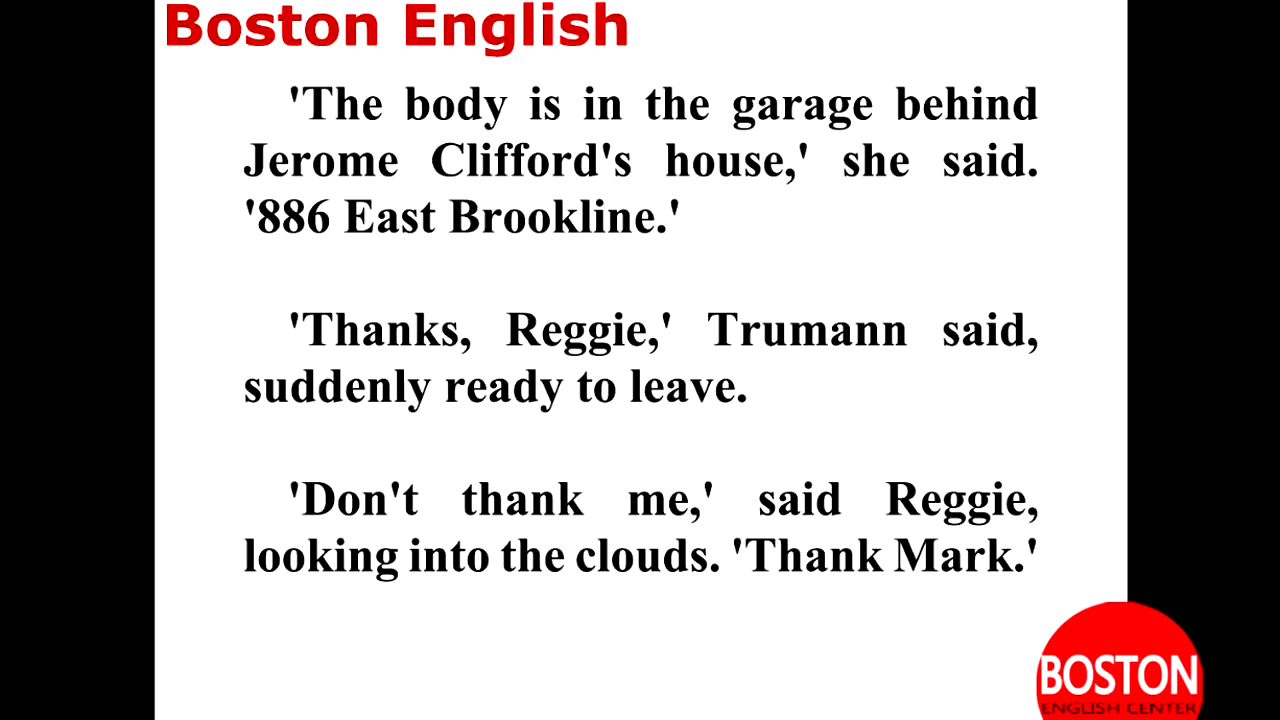 Boston English
'The body is in the garage behind
Jerome Clifford's house,' she said.
'886 East Brookline.'
'Thanks, Reggie,' Trumann said,
suddenly ready to leave.
'Don't thank me,' said Reggie,
looking into the clouds. 'Thank Mark.'
BOSTON
ENGLISH CENTER